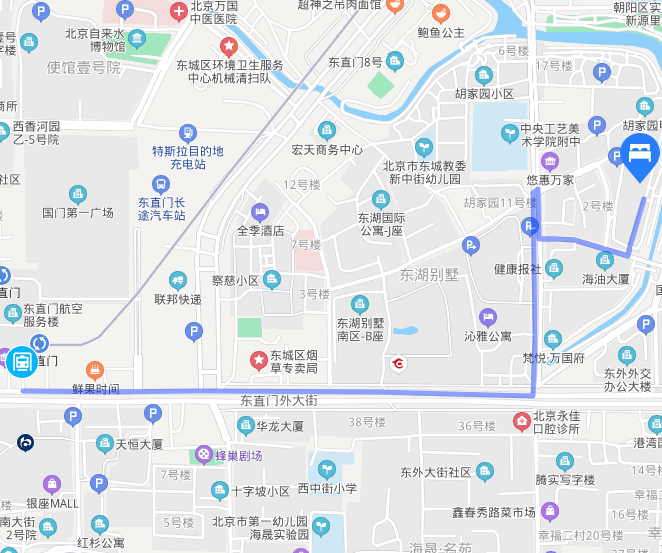 北京万国
中医医院
超神之吊肉面馆
鲍鱼公主
朝阳区实
新源里
北京自来水
博物馆
壹号字楼
使馆壹号院
东城区环境卫生服务
中心机械清扫队
东直门8号
6号楼
17号楼
胡家园小区
商所
西香河园
乙-5号院
特斯拉目的地
充电站
宏天商务中心
中央工艺美
术学院附中
胡家园
北京市东城教委
新中街幼儿园
悠惠万家
社区
国门第一广场
东直门长
途汽车站
12号楼
全季酒店
东湖国际
公寓-J座
胡家园11号楼
2号楼
7号楼
东湖别墅
健康报社
海油大厦
直门
联邦快递
察慈小区
3号楼
东直门航空
服务楼
东湖别墅
南区-B座
沁雅公寓
直门
鲜果时间
东城区烟
草专卖局
梵悦·万国府
东外外交
办公大楼
东直门外大街
天恒大厦
华龙大厦
38号楼
36号楼
北京永佳
口腔诊所
港湾国
蜂巢剧场
7号楼
西中街小学
东外大街社区
腾实写字楼
14号
银座MALL
十字坡小区
幸福
南大街
2号院
红杉公寓
5号楼
北京市第一幼儿园
海晟实验园
鑫春秀路菜市场
幸福二村20号楼
海晟·名苑